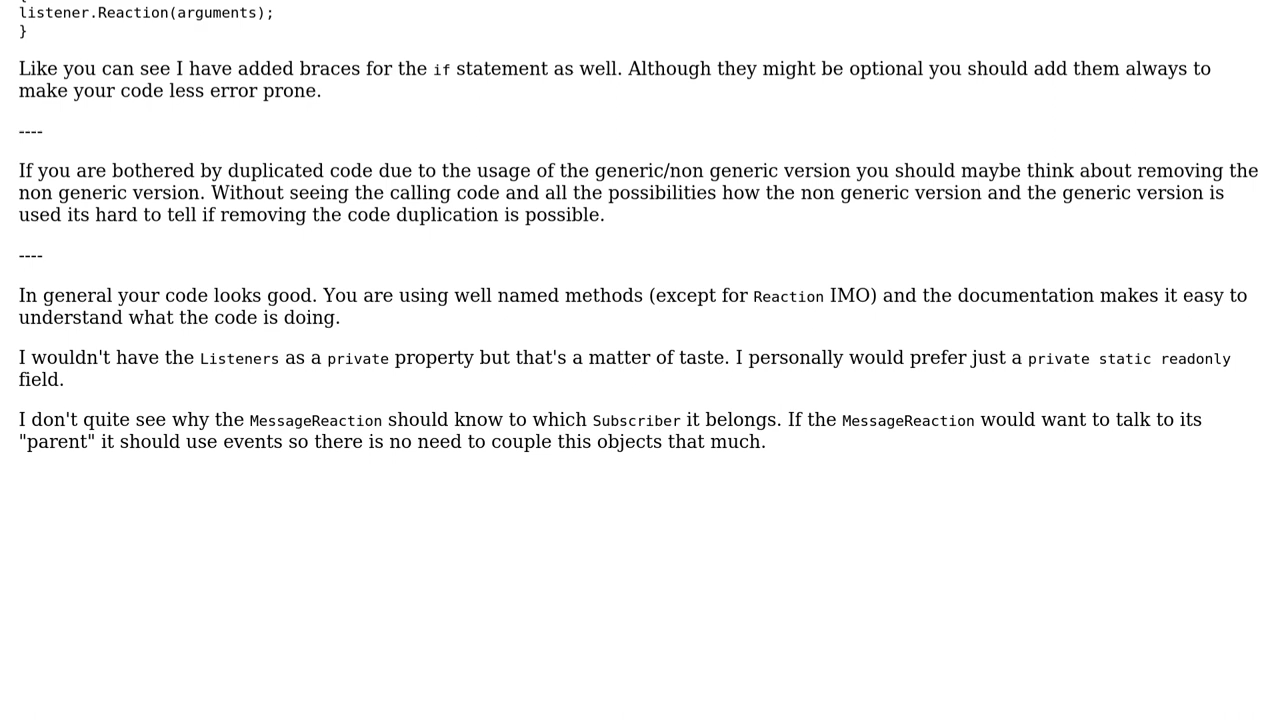 listener.Reaction(arguments);
}
Like you can see I have added braces for the if statement as well. Although they might be optional you should add them always to
make your code less error prone.
----
If you are bothered by duplicated code due to the usage of the generic/non generic version you should maybe think about removing the
non generic version. Without seeing the calling code and all the possibilities how the non generic version and the generic version is
used its hard to tell if removing the code duplication is possible.
----
In general your code looks good. You are using well named methods (except for Reaction IMO) and the documentation makes it easy to
understand what the code is doing.
I wouldn't have the Listeners as a private property but that's a matter of taste. I personally would prefer just a private static readonly
field.
I don't quite see why the MessageReaction should know to which Subscriber it belongs. If the MessageReaction would want to talk to its
"parent" it should use events so there is no need to couple this objects that much.